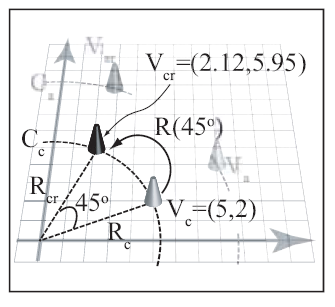 V_cr=(2.12,5.95)
C_c
R(45°)
R_cr
45°
V_c=(5,2)
R_c